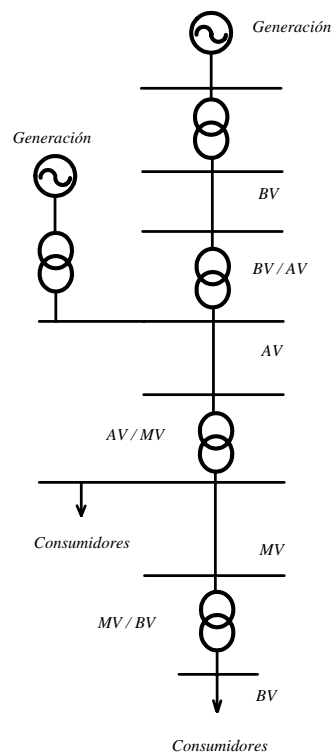 Generación
Generación
BV
BV / AV
AV
AV / MV
Consumidores
MV
MV / BV
BV
Consumidores